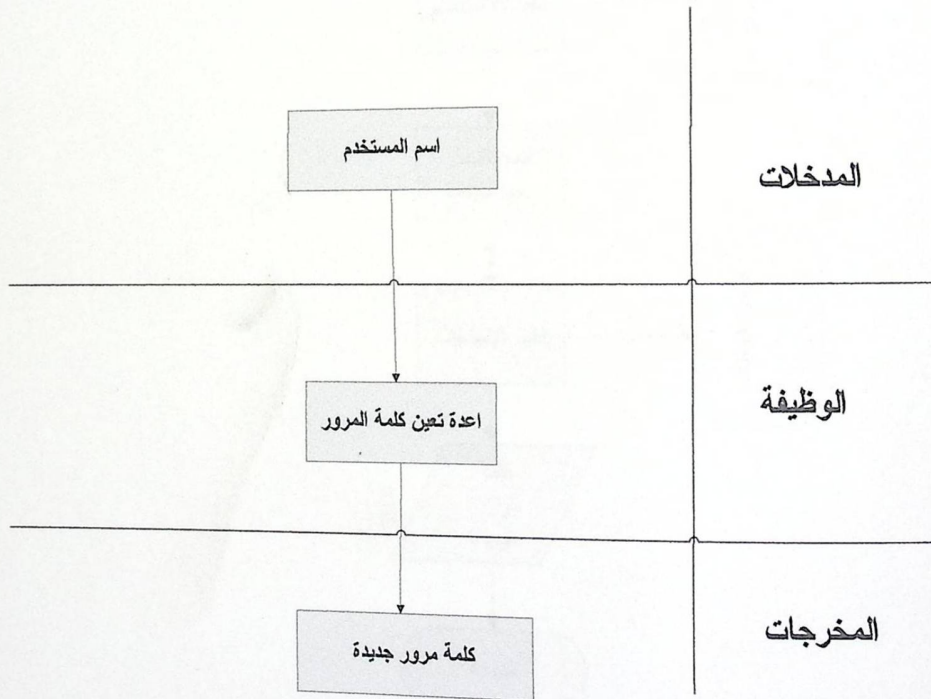 المدخلات
اسم المستخدم
الوظيفة
اعدة تعين كلمة المرور
المخرجات
كلمة مرور جديدة